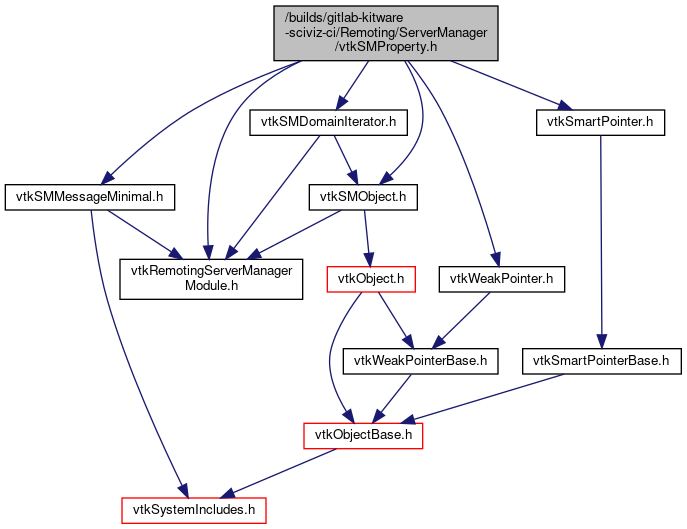 /builds/gitlab-kitware
-sciviz-ci/Remoting/ServerManager
/vtkSMProperty.h
vtkSMDomainIterator.h
vtkSmartPointer.h
vtkSMMessageMinimal.h
vtkSMObject.h
vtkRemotingServerManager
Module.h
vtkObject.h
vtkWeakPointer.h
vtkWeakPointerBase.h
vtkSmartPointerBase.h
vtkObjectBase.h
vtkSystemIncludes.h